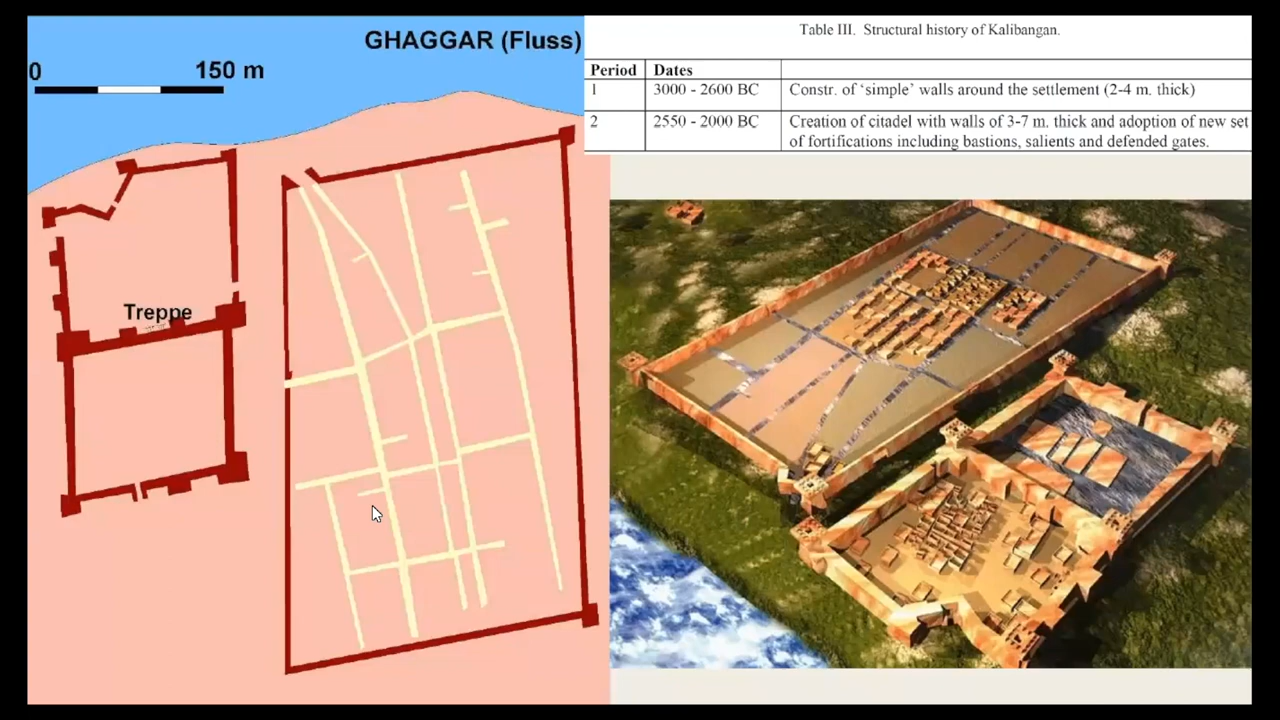 GHAGGAR (Fluss)
0 150 m
Treppe
Table III. Structural history of Kalibangan.
Period Dates
1 3000 - 2600 BC Constr. of ‘simple’ walls around the settlement (2-4 m. thick)
2 2550 - 2000 BC Creation of citadel with walls of 3-7 m. thick and adoption of new set
of fortifications including bastions, salients and defended gates.